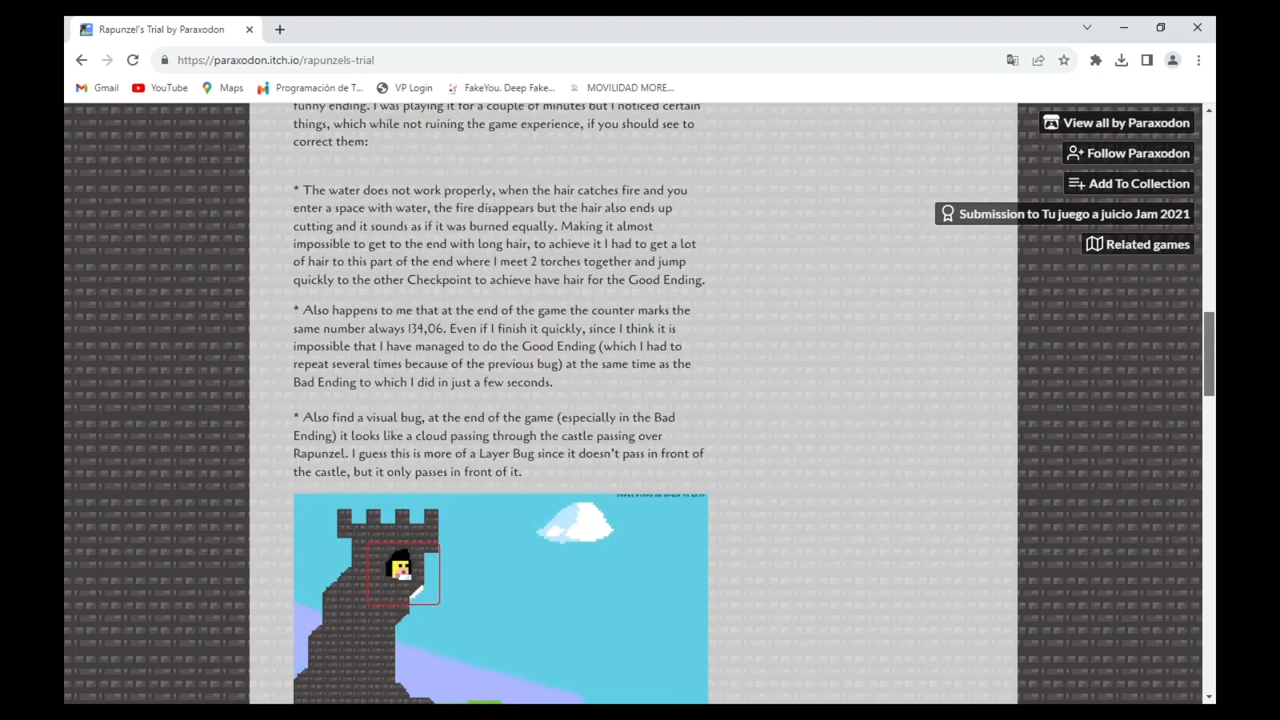 Rapunzel's Trial by Paraxodon
https://paraxodon.itch.io/rapunzels-trial
Gmail
YouTube
Maps
Programación de T...
VP Login
FakeYou. Deep Fake...
MOVILIDAD MORE...
funny ending. I was playing it for a couple of minutes but I noticed certain
things, which while not ruining the game experience, if you should see to
correct them:
* The water does not work properly, when the hair catches fire and you
enter a space with water, the fire disappears but the hair also ends up
cutting and it sounds as if it was burned equally. Making it almost
impossible to get to the end with long hair, to achieve it I had to get a lot
of hair to this part of the end where I meet 2 torches together and jump
quickly to the other Checkpoint to achieve have hair for the Good Ending.
* Also happens to me that at the end of the game the counter marks the
same number always 134,06. Even if I finish it quickly, since I think it is
impossible that I have managed to do the Good Ending (which I had to
repeat several times because of the previous bug) at the same time as the
Bad Ending to which I did in just a few seconds.
* Also find a visual bug, at the end of the game (especially in the Bad
Ending) it looks like a cloud passing through the castle passing over
Rapunzel. I guess this is more of a Layer Bug since it doesn't pass in front of
the castle, but it only passes in front of it.
View all by Paraxodon
Follow Paraxodon
Add To Collection
Submission to Tu juego a juicio Jam 2021
Related games